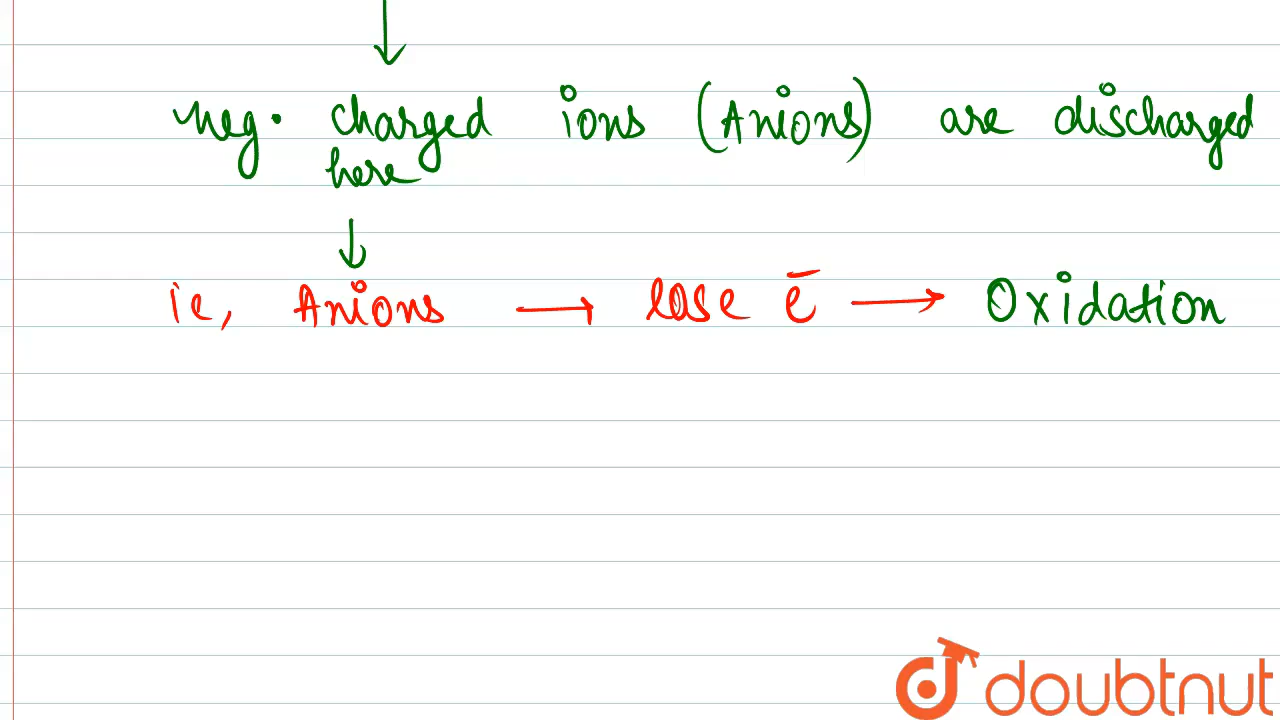 ↓
neg. charged ions (Anions) are discharged
here
↓
ie, Anions → lose ē → Oxidation
doubtnut